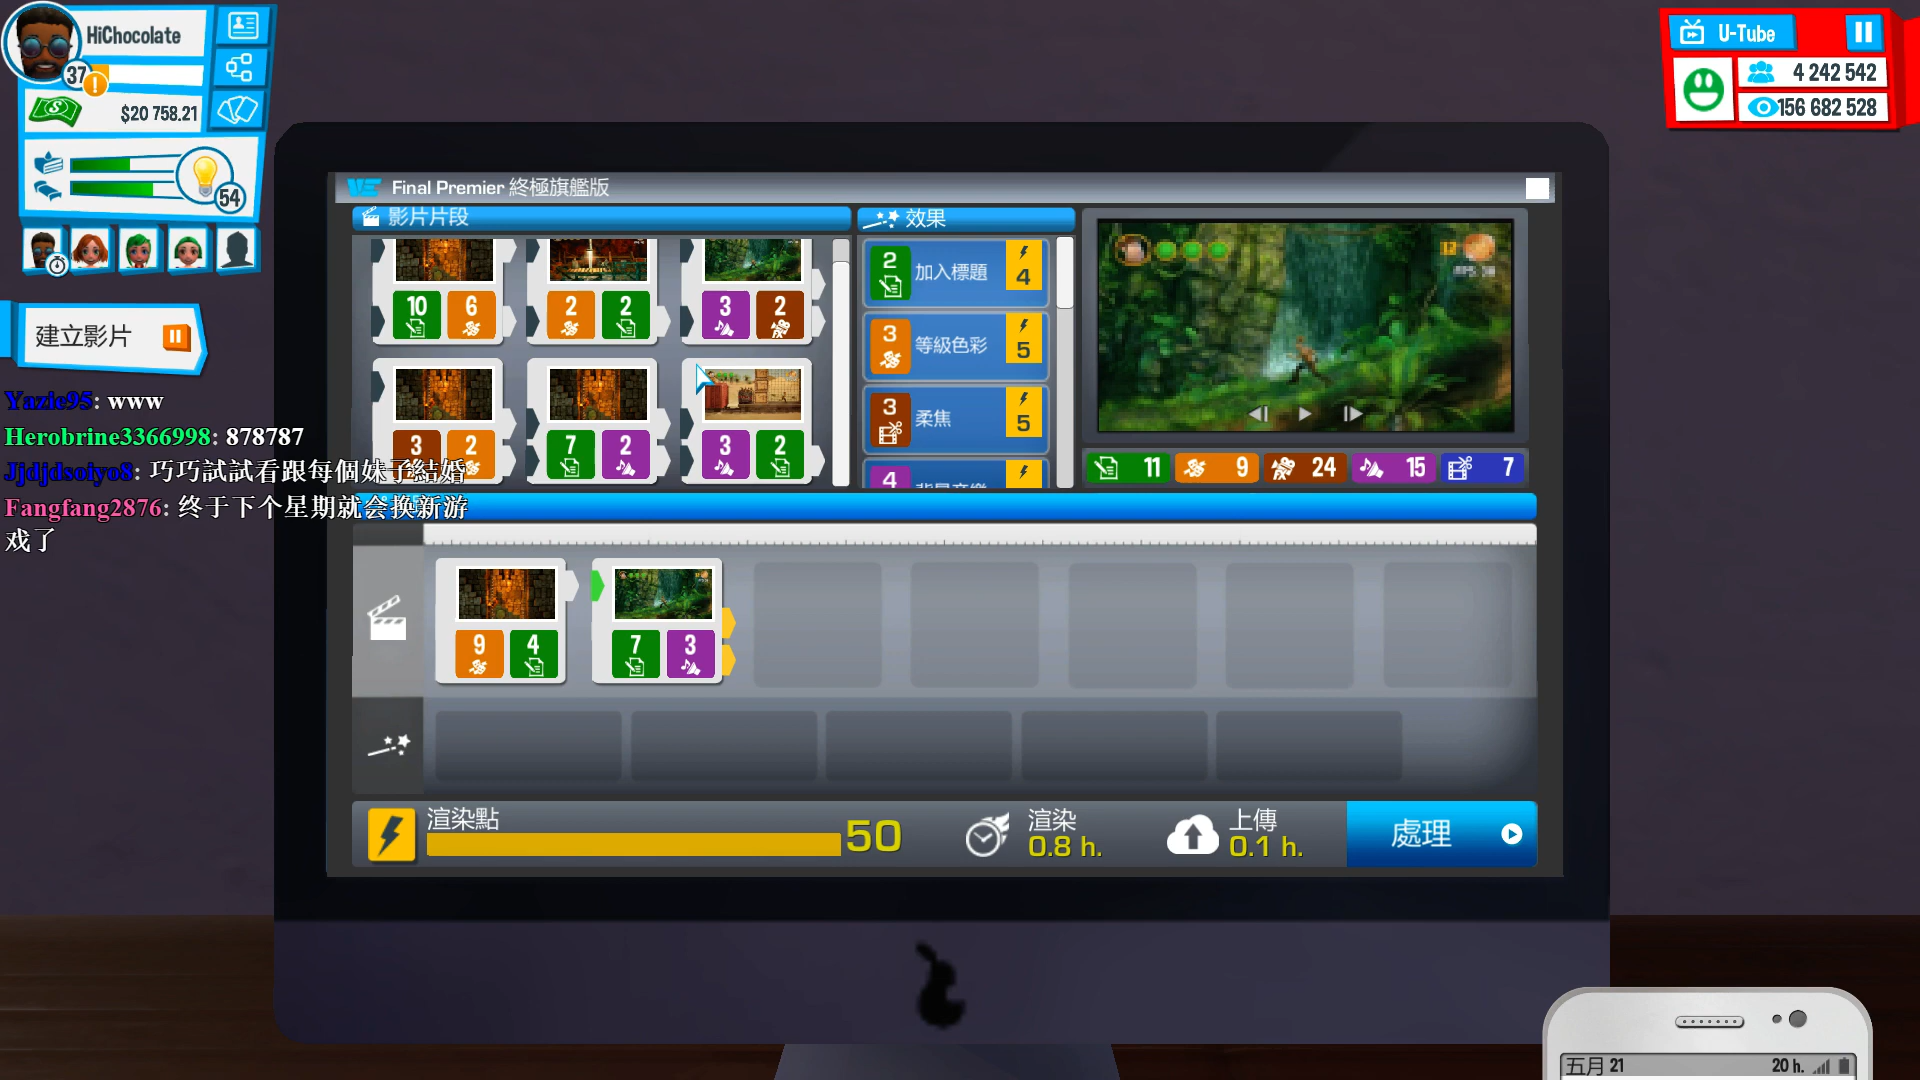 HiChocolate
37
!
$20 758.21
54
建立影片
Yazie95: www
Herobrine3366998: 878787
Jjdjdsoiyo8: 巧巧試試看跟每個妹子結婚
Fangfang2876: 终于下个星期就会换新游
戏了
U-Tube
4 242 542
156 682 528
VE Final Premier 終極旗艦版
影片片段
10 6
2 2
3 2
3 2
7 2
3 2
效果
2 加入標題 4
3 等級色彩 5
3 柔焦 5
4 背景音樂
11 9 24 15 7
9 4
7 3
渲染點
50
渲染
0.8 h.
上傳
0.1 h.
處理
五月 21
20 h.